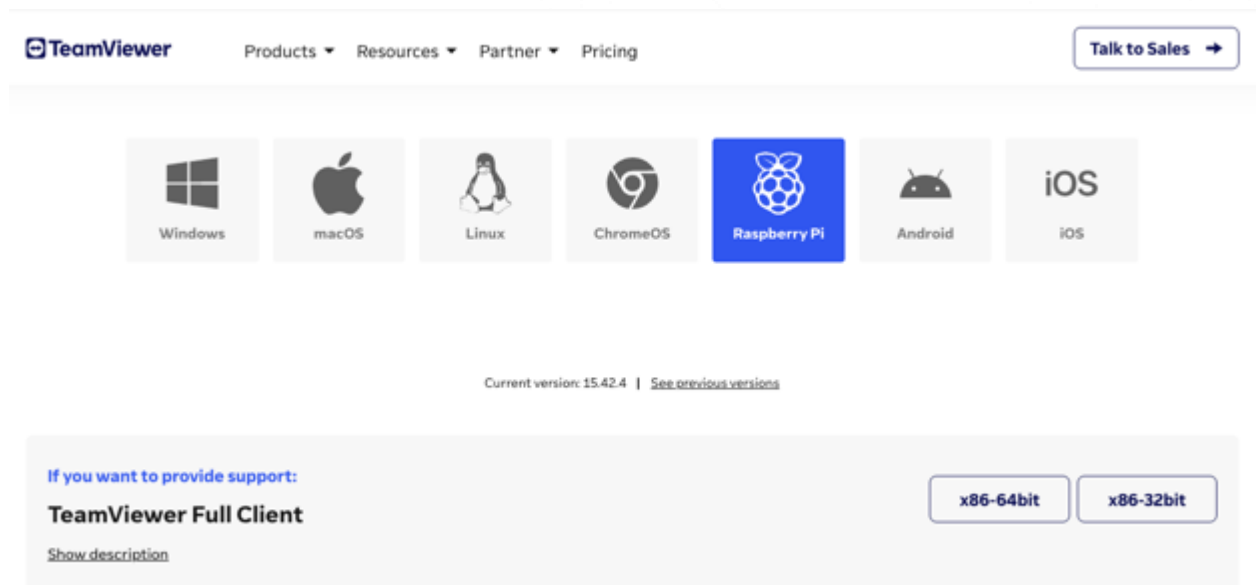 TeamViewer Products Resources Partner Pricing Talk to Sales
iOS
Windows macOS Linux ChromeOS Raspberry Pi Android iOS
Current version: 15.42.4 | See previous versions
If you want to provide support:
TeamViewer Full Client
x86-64bit x86-32bit
Show description